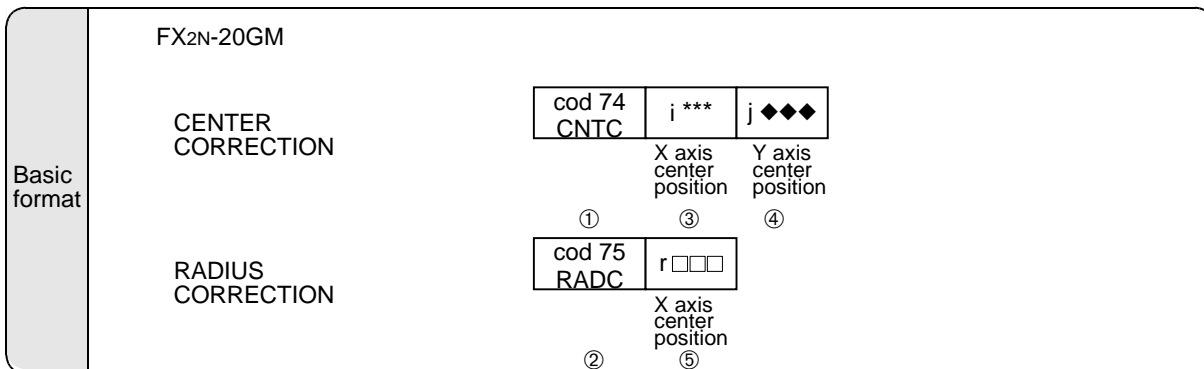 FX2N-20GM
Basic
format
CENTER
CORRECTION
cod 74
CNTC
i ***
j ◆◆◆
X axis
center
position
Y axis
center
position
①
③
④
RADIUS
CORRECTION
cod 75
RADC
r □□□
X axis
center
position
②
⑤